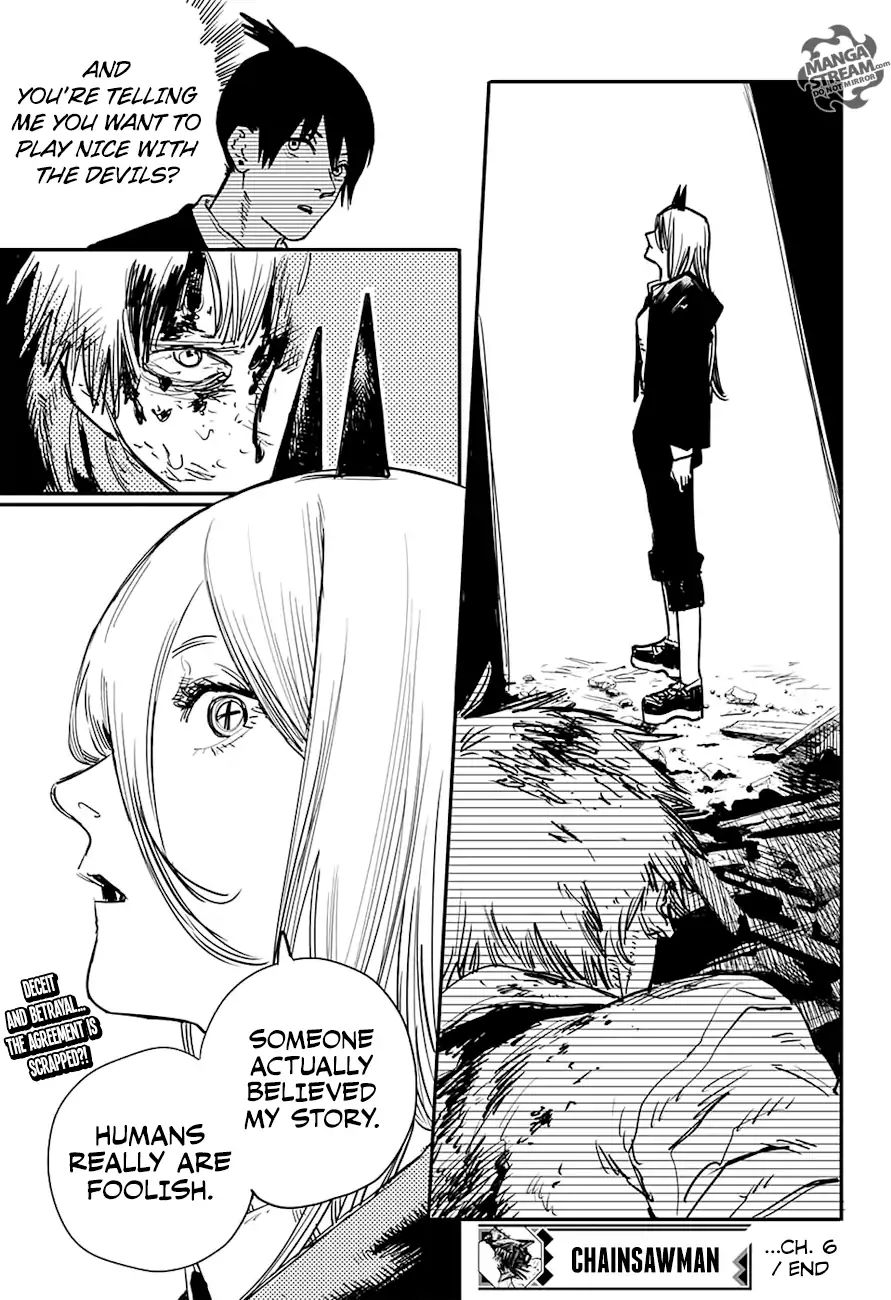 MANGA
STREAM.com
DO NOT MIRROR
AND
YOU'RE TELLING
ME YOU WANT TO
PLAY NICE WITH
THE DEVILS?
DECEIT
AND BETRAYAL...
THE AGREEMENT IS
SCRAPPED?!
SOMEONE
ACTUALLY
BELIEVED
MY STORY.
HUMANS
REALLY ARE
FOOLISH.
CHAINSAWMAN
...CH. 6
/ END